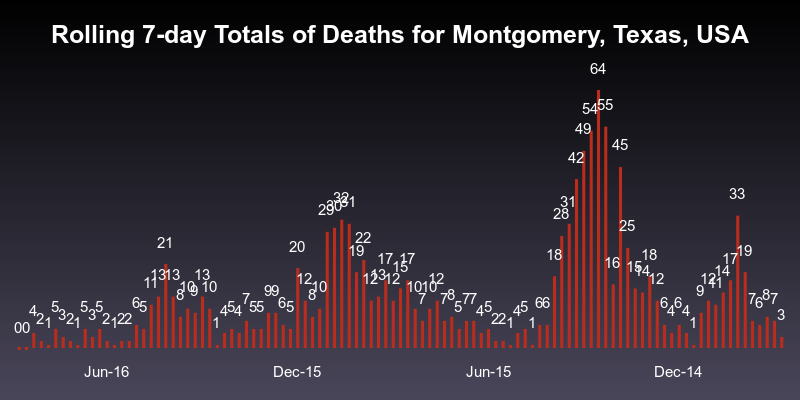 Rolling 7-day Totals of Deaths for Montgomery, Texas, USA
64
54 55
49
45
42
33
32
31 31
29 30
28
25
21
22
20
19 19
18 18
17 17 17
16
15 15
14 14
13 13 13 13
12 12 12 12 12 12
11 11
10 10 10 10 10 10
9 9 9 9
8 8 8 8
7 7 7 7 7 7
6 6 6 6 6 6 6 6
5 5 5 5 5 5 5 5 5 5
4 4 4 4 4 4 4
3 3 3
2 2 2 2 2 2 2
1 1 1 1 1 1 1
0 0
Jun-16 Dec-15 Jun-15 Dec-14